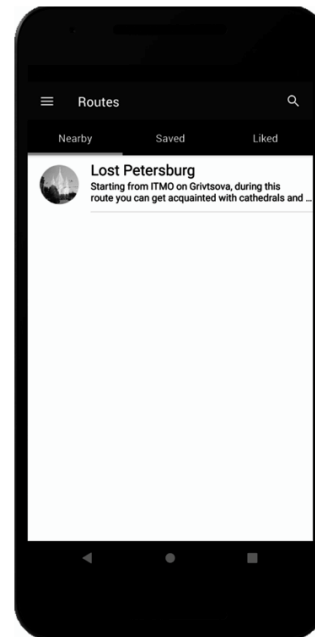 Routes
Nearby Saved Liked
Lost Petersburg
Starting from ITMO on Grivtsova, during this
route you can get acquainted with cathedrals and ...